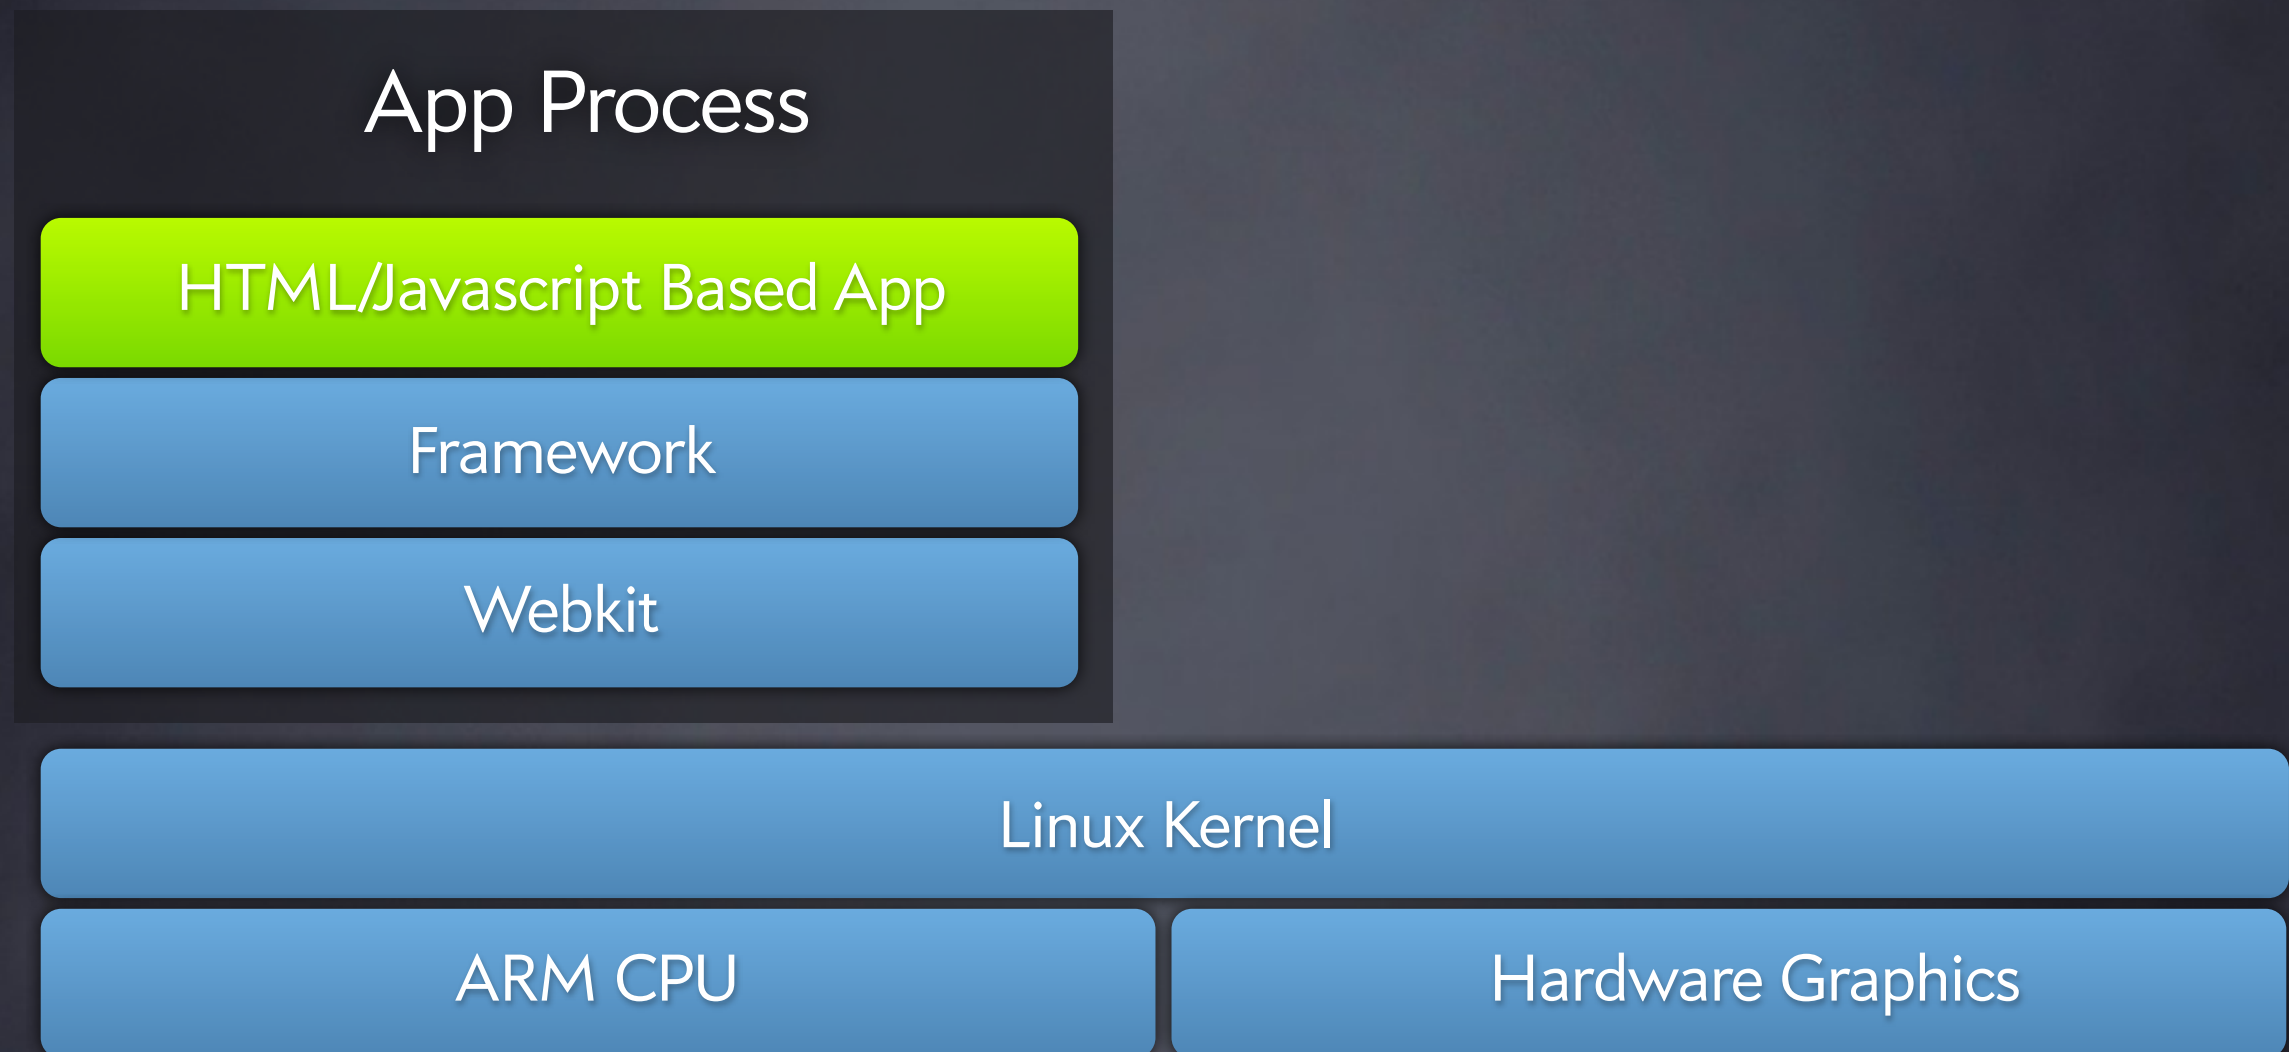 App Process
HTML/Javascript Based App
Framework
Webkit
Linux Kernel
ARM CPU
Hardware Graphics